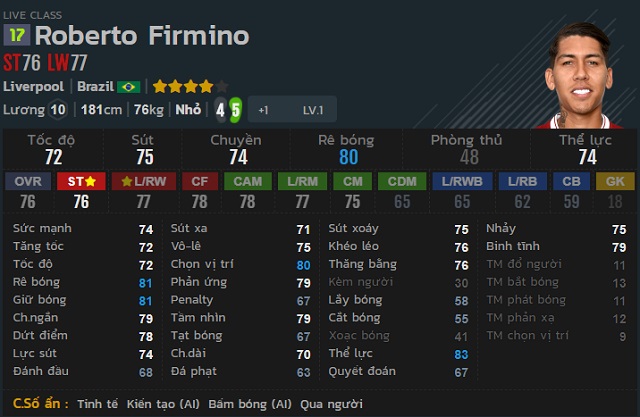 LIVE CLASS
17 Roberto Firmino
ST76 LW77
Liverpool Brazil
Lương 10 181cm 76kg Nhỏ 4 5 +1 LV.1
Tốc độ Sút Chuyền Rê bóng Phòng thủ Thể lực
72 75 74 80 48 74
OVR ST L/RW CF CAM L/RM CM CDM L/RWB L/RB CB GK
76 76 77 78 78 77 75 65 65 62 59 18
Sức mạnh 74 Sút xa 71 Sút xoáy 75 Nhảy 75
Tăng tốc 72 Vô-lê 75 Khéo léo 76 Bình tĩnh 79
Tốc độ 72 Chọn vị trí 80 Thăng bằng 76 TM đổ người 11
Rê bóng 81 Phản ứng 79 Kèm người 30 TM bắt bóng 13
Giữ bóng 81 Penalty 67 Lấy bóng 58 TM phát bóng 11
Ch.ngắn 79 Tầm nhìn 79 Cắt bóng 55 TM phản xạ 12
Dứt điểm 78 Tạt bóng 67 Xoạc bóng 41 TM chọn vị trí 9
Lực sút 74 Ch.dài 70 Thể lực 83
Đánh đầu 68 Đá phạt 63 Quyết đoán 67
C.Số ẩn : Tinh tế Kiến tạo (AI) Bấm bóng (AI) Qua người